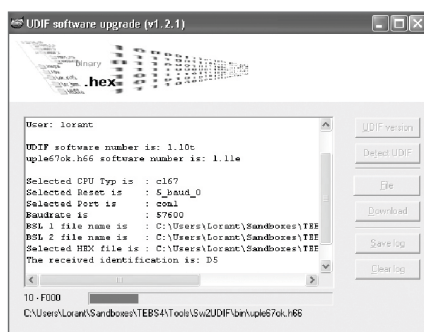 UDIF software upgrade (v1.2.1)
binary
.hex
User: lorant
UDIF software number is: 1.10t
uple67ok.h66 software number is: 1.11e
Selected CPU Typ is : c167
Selected Reset is : 5_baud_0
Selected Port is : com1
Baudrate is : 57600
BSL 1 file name is : C:\Users\Lorant\Sandboxes\TEB
BSL 2 file name is : C:\Users\Lorant\Sandboxes\TEB
Selected HEX file is : C:\Users\Lorant\Sandboxes\TEB
The received identification is: D5
UDIF version
Detect UDIF
File
Download
Save log
Clear log
10 - F000
C:\Users\Lorant\Sandboxes\TEBS4\Tools\Sw2UDIF\bin\uple67ok.h66